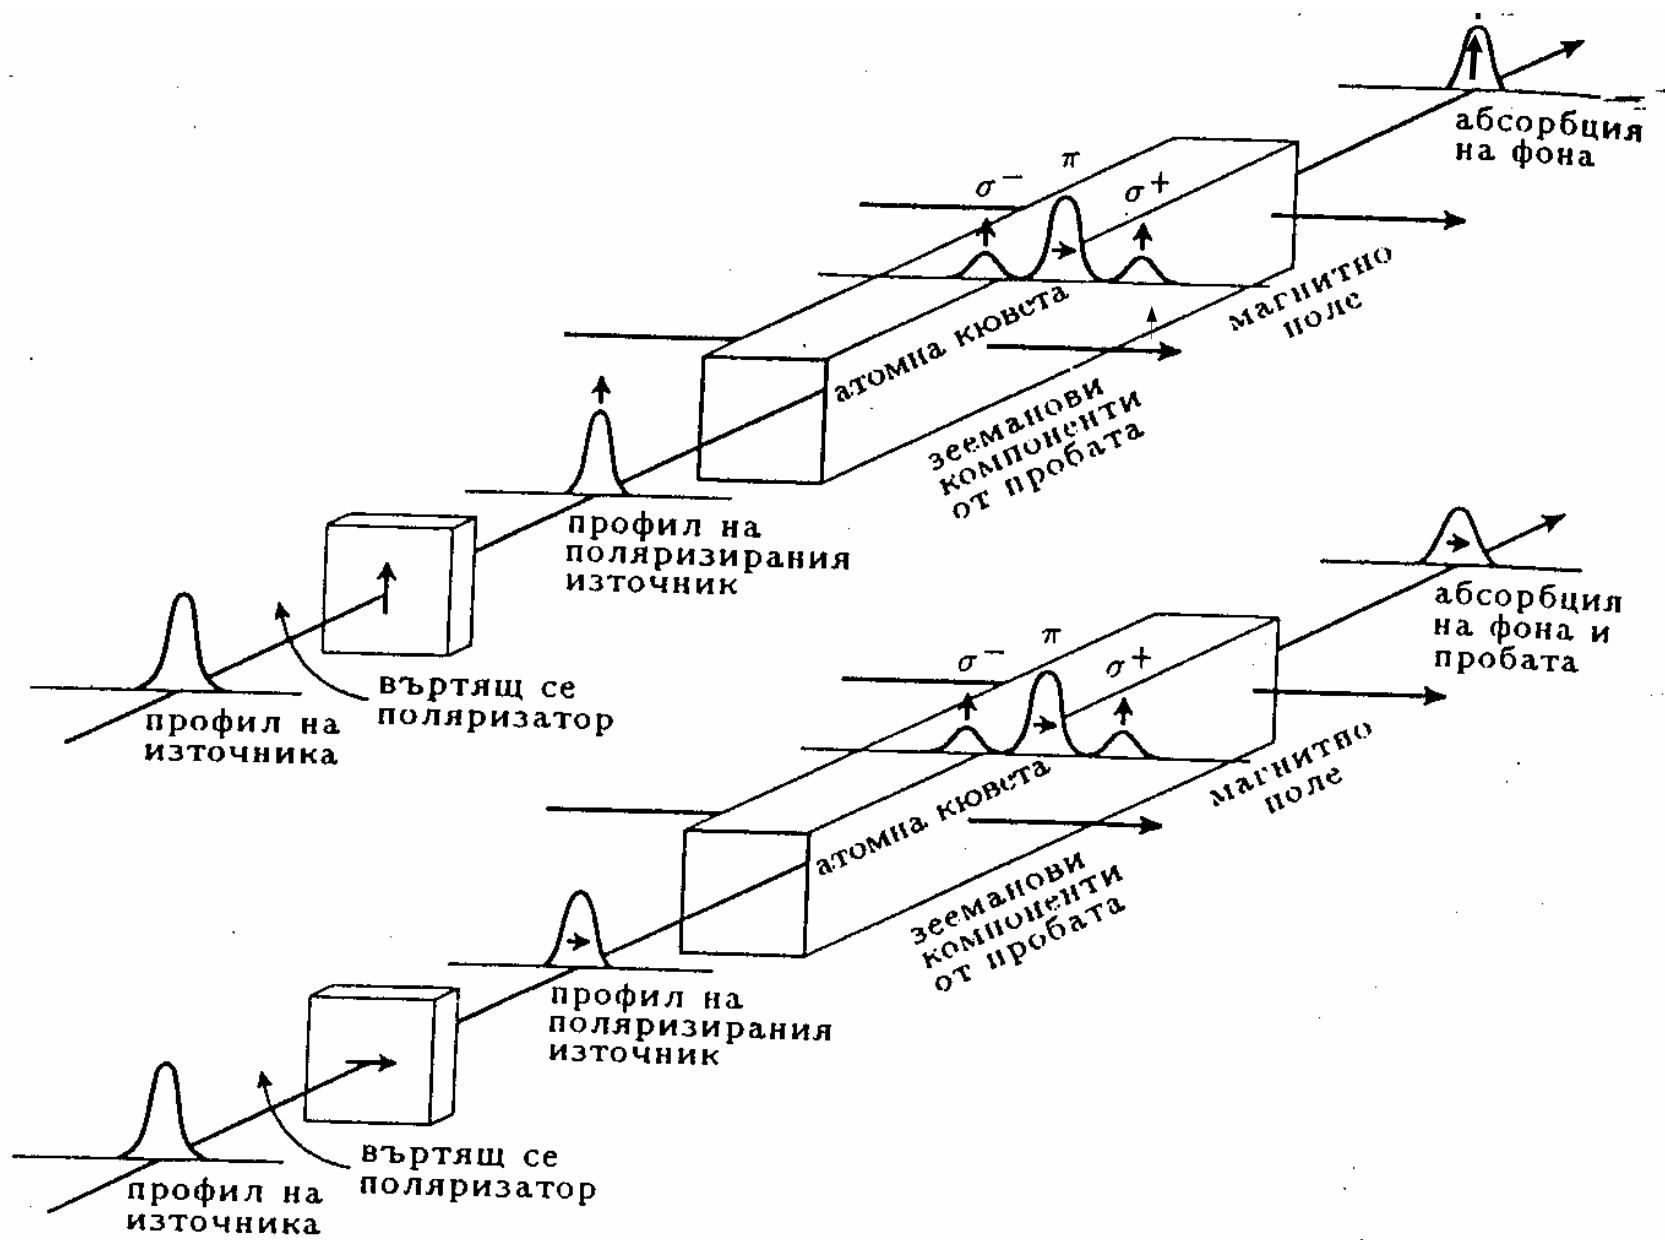 абсорбция
на фона
π
σ−
σ+
магнитно
поле
атомна кювета
зееманови
компоненти
от пробата
профил на
поляризирания
източник
въртящ се
поляризатор
профил на
източника
абсорбция
на фона и
пробата
π
σ−
σ+
магнитно
поле
атомна кювета
зееманови
компоненти
от пробата
профил на
поляризирания
източник
въртящ се
поляризатор
профил на
източника